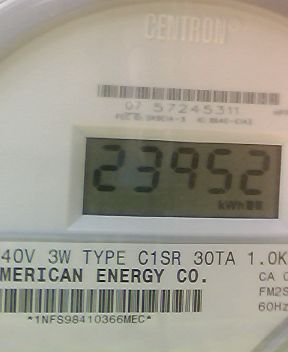 CENTRON®
07 57245311
23952
kWh
40V 3W TYPE C1SR 30TA 1.0K
MERICAN ENERGY CO.
CA
FM2S
60Hz
*1NFS98410366MEC*